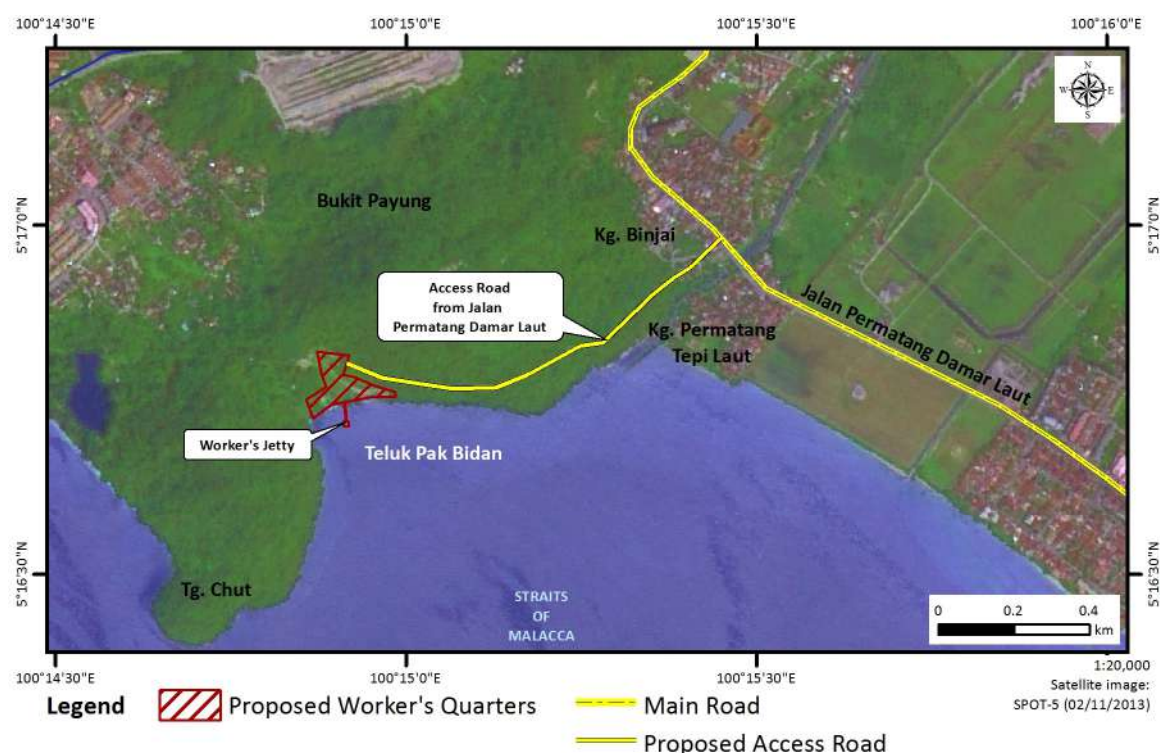 100°14'30"E
100°15'0"E
100°15'30"E
100°16'0"E
N
W
E
S
Bukit Payung
5°17'0"N
5°17'0"N
Kg. Binjai
Access Road
from Jalan
Permatang Damar Laut
Jalan Permatang Damar Laut
Kg. Permatang
Tepi Laut
Worker's Jetty
Teluk Pak Bidan
5°16'30"N
5°16'30"N
Tg. Chut
STRAITS
OF
MALACCA
0 0.2 0.4
km
100°14'30"E
100°15'0"E
100°15'30"E
100°16'0"E
1:20,000
Satellite image:
SPOT-5 (02/11/2013)
Legend
Proposed Worker's Quarters
Main Road
Proposed Access Road